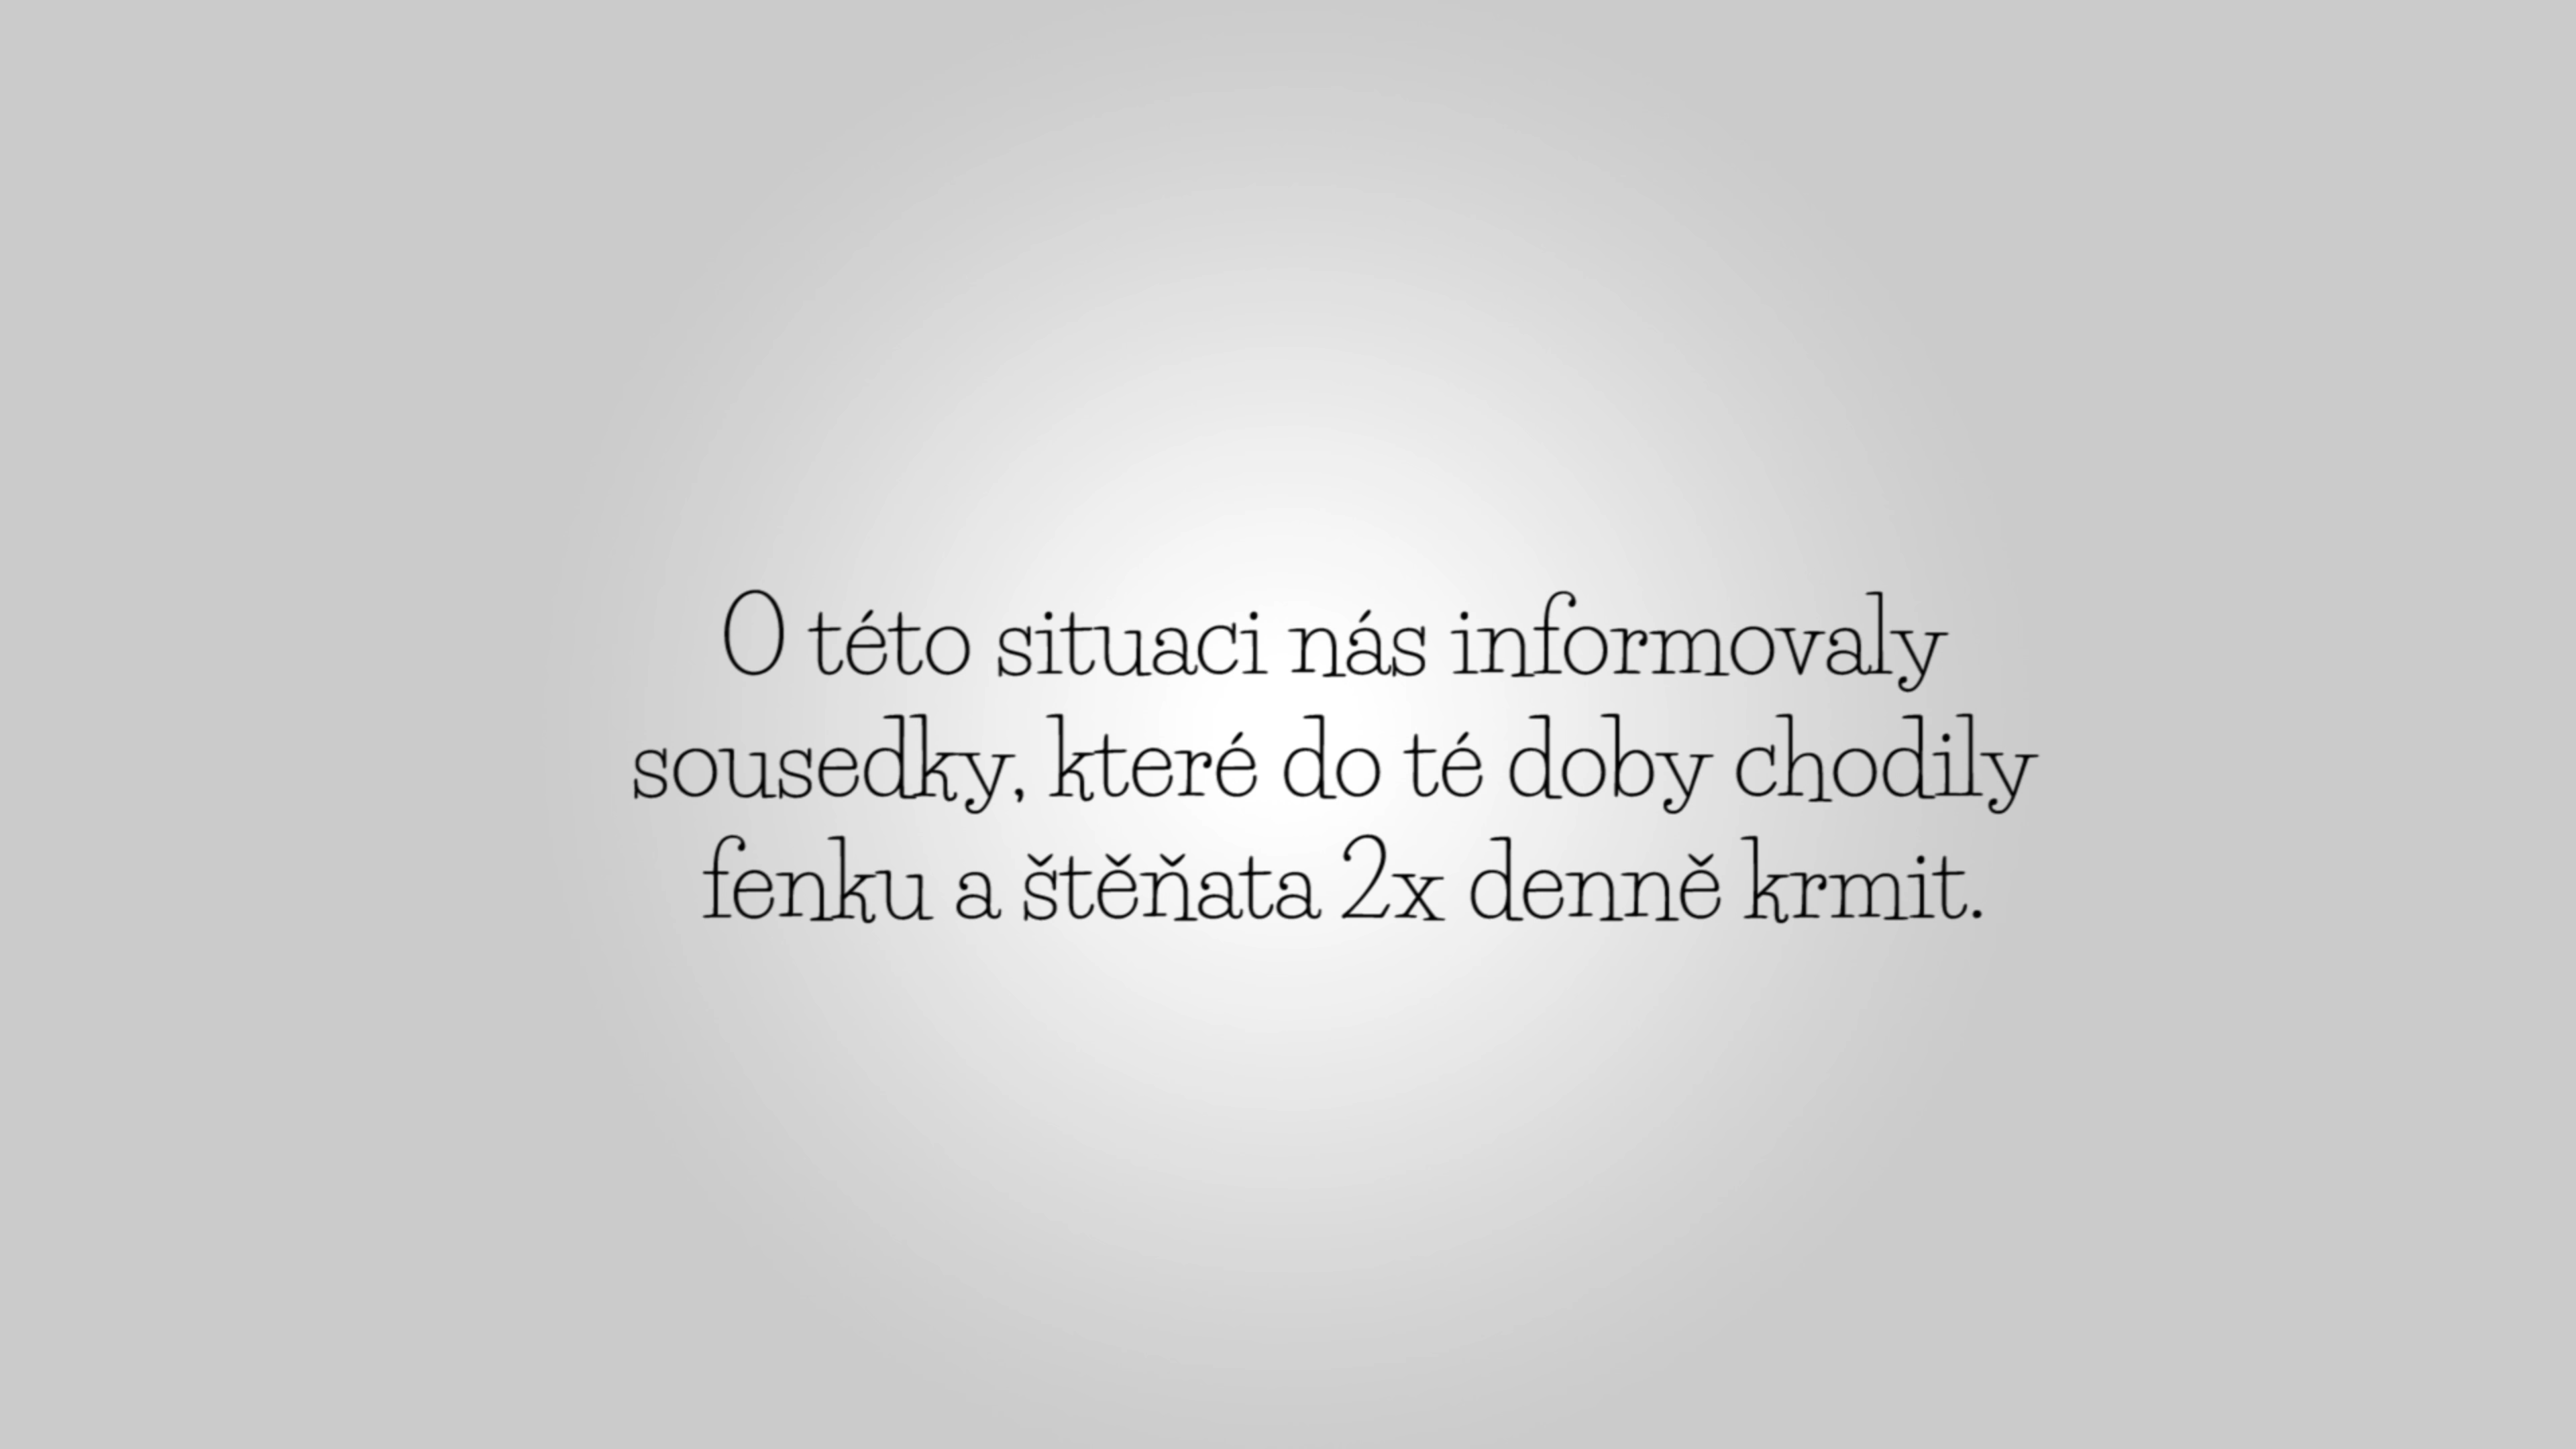 O této situaci nás informovaly
sousedky, které do té doby chodily
fenku a štěňata 2x denně krmit.